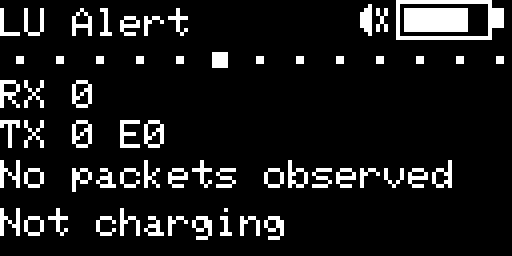 LU Alert
RX 0
TX 0 E0
No packets observed
Not charging